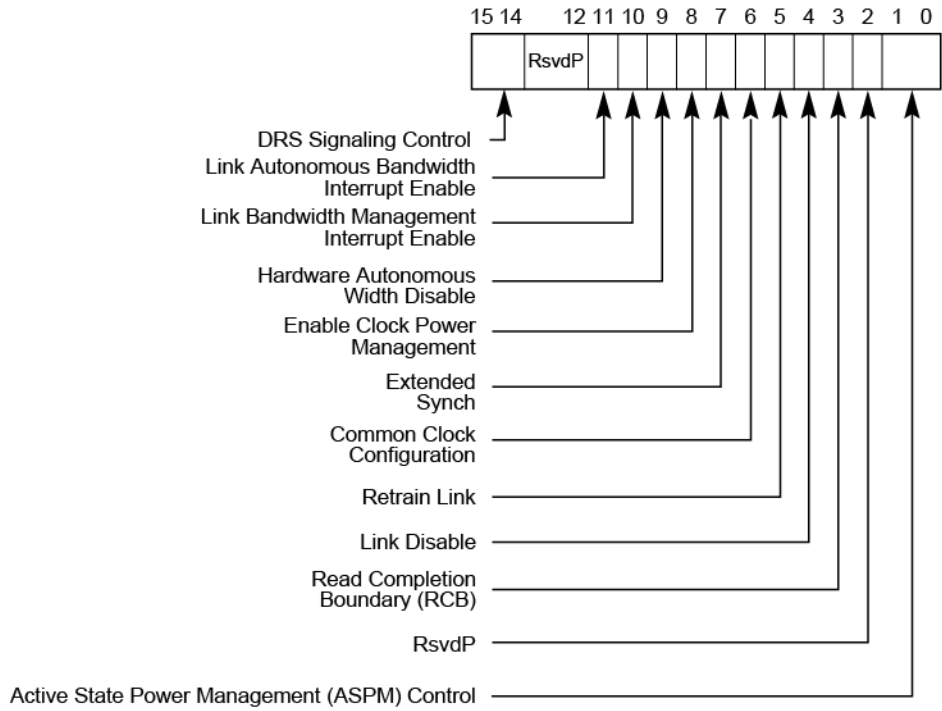 15 14 12 11 10 9 8 7 6 5 4 3 2 1 0
RsvdP
DRS Signaling Control
Link Autonomous Bandwidth
Interrupt Enable
Link Bandwidth Management
Interrupt Enable
Hardware Autonomous
Width Disable
Enable Clock Power
Management
Extended
Synch
Common Clock
Configuration
Retrain Link
Link Disable
Read Completion
Boundary (RCB)
RsvdP
Active State Power Management (ASPM) Control